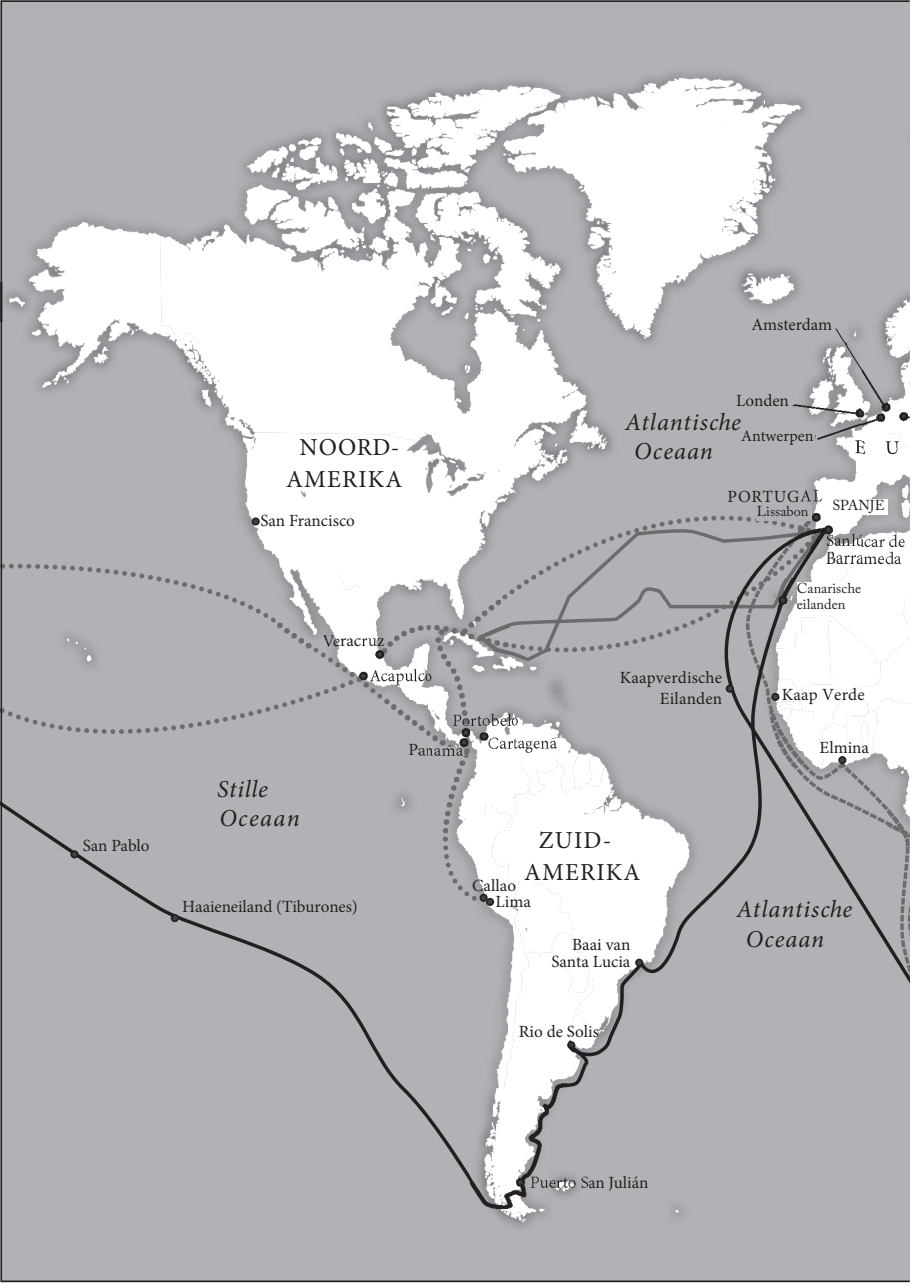 Amsterdam
Londen
Atlantische
Oceaan
Antwerpen
E U
NOORD-
AMERIKA
PORTUGAL
SPANJE
Lissabon
San Francisco
Sanlúcar de
Barrameda
Canarische
eilanden
Veracruz
Acapulco
Kaapverdische
Eilanden
Kaap Verde
Portobelo
Panama
Cartagena
Elmina
Stille
Oceaan
San Pablo
ZUID-
AMERIKA
Callao
Lima
Haaieneiland (Tiburones)
Atlantische
Oceaan
Baai van
Santa Lucia
Rio de Solis
Puerto San Julián